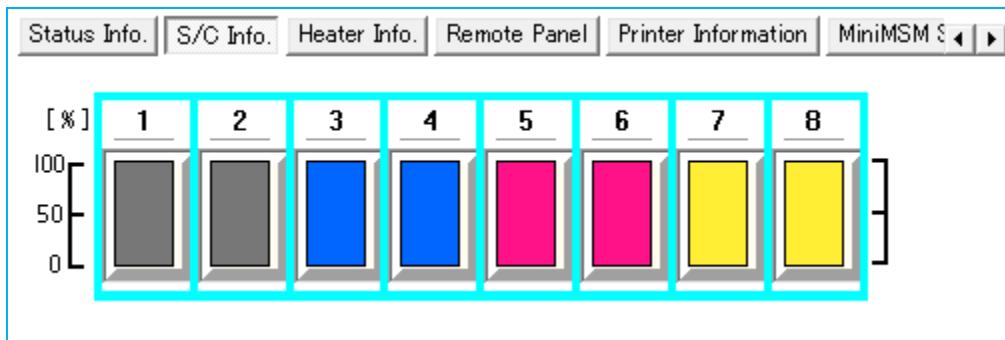 Status Info. S/C Info. Heater Info. Remote Panel Printer Information MiniMSM
[%] 1 2 3 4 5 6 7 8
100
50
0